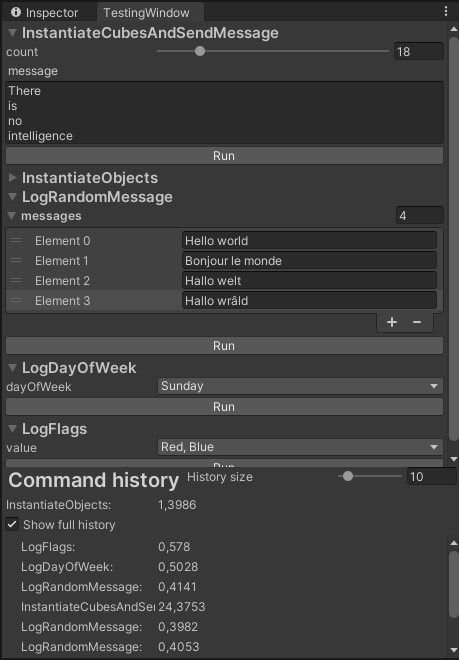 Inspector TestingWindow
InstantiateCubesAndSendMessage
count 18
message
There
is
no
intelligence
Run
InstantiateObjects
LogRandomMessage
messages 4
Element 0 Hello world
Element 1 Bonjour le monde
Element 2 Hallo welt
Element 3 Hallo wrâld
+ −
Run
LogDayOfWeek
dayOfWeek Sunday
Run
LogFlags
value Red, Blue
Run
Command history History size 10
InstantiateObjects: 1,3986
Show full history
LogFlags: 0,578
LogDayOfWeek: 0,5028
LogRandomMessage: 0,4141
InstantiateCubesAndSer 24,3753
LogRandomMessage: 0,3982
LogRandomMessage: 0,4053